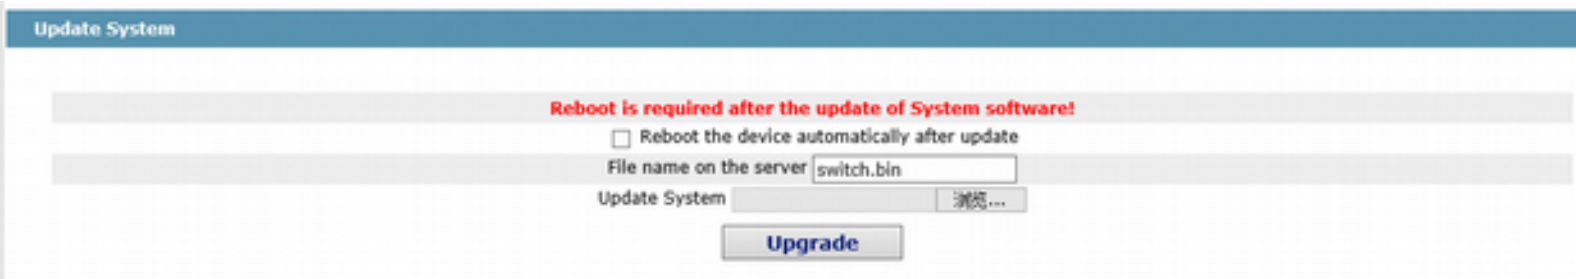 Update System
Reboot is required after the update of System software!
Reboot the device automatically after update
File name on the server switch.bin
Update System 浏览...
Upgrade